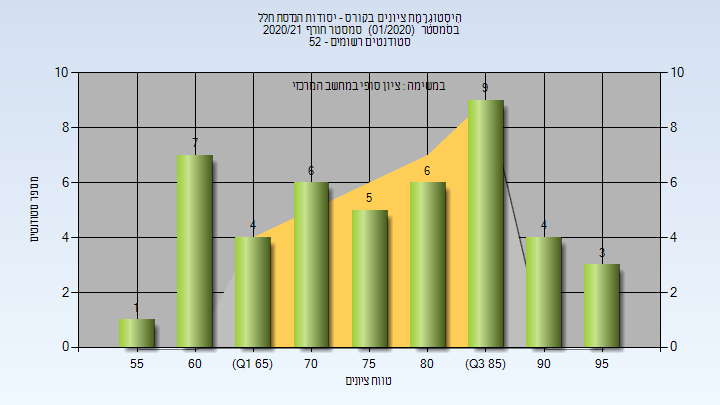 היסטוגרמת ציונים בקורס - יסודות הנדסת חלל
בסמסטר (01/2020) סמסטר חורף 2020/21
סטודנטים רשומים - 52
במשימה : ציון סופי במחשב המרכזי
10 10
8 8
6 6
4 4
2 2
0 0
מספר סטודנטים
1 7 4 6 5 6 9 4 3
55 60 (Q1 65) 70 75 80 (Q3 85) 90 95
טווח ציונים